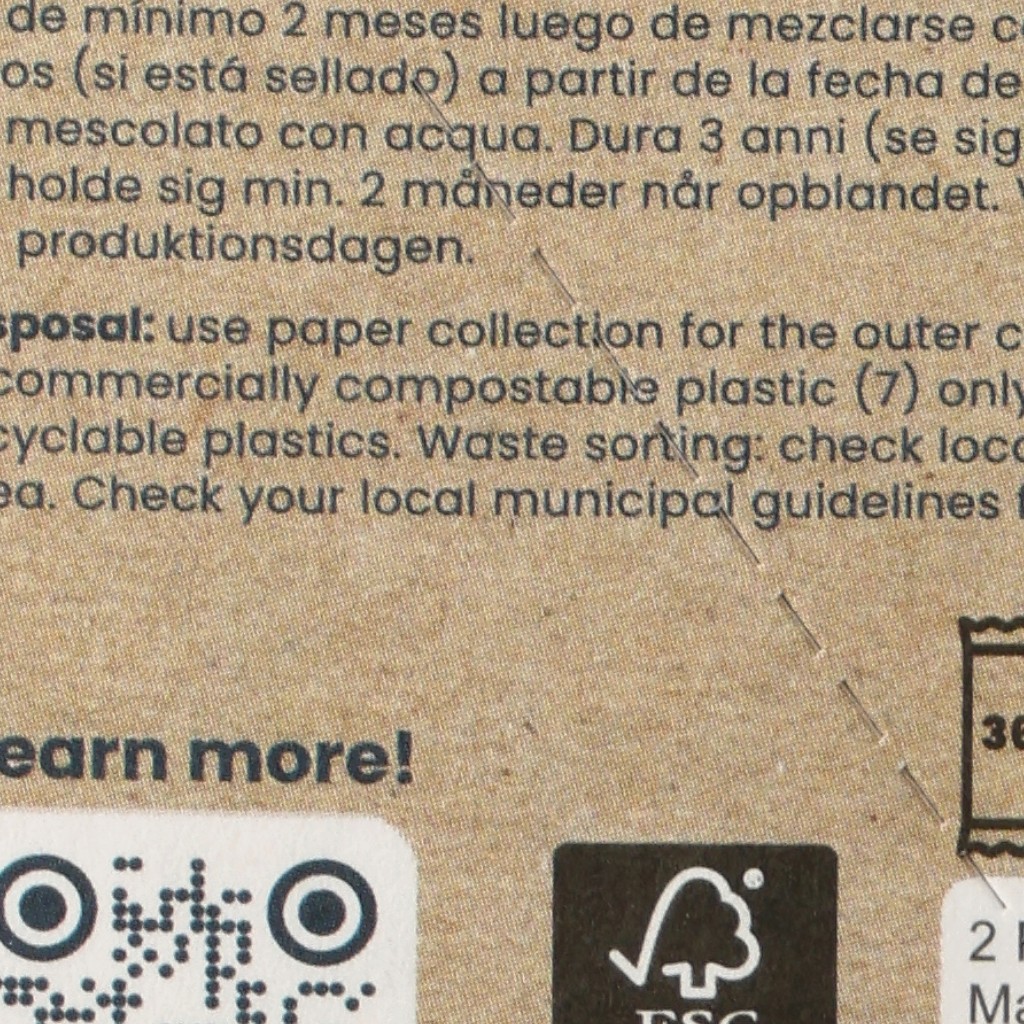 de mínimo 2 meses luego de mezclarse
os (si está sellado) a partir de la fecha de
mescolato con acqua. Dura 3 anni (se sig
holde sig min. 2 måneder når opblandet.
produktionsdagen.
sposal: use paper collection for the outer c
commercially compostable plastic (7) only
cyclable plastics. Waste sorting: check loca
ea. Check your local municipal guidelines f
earn more!
36
FSC
2
Ma